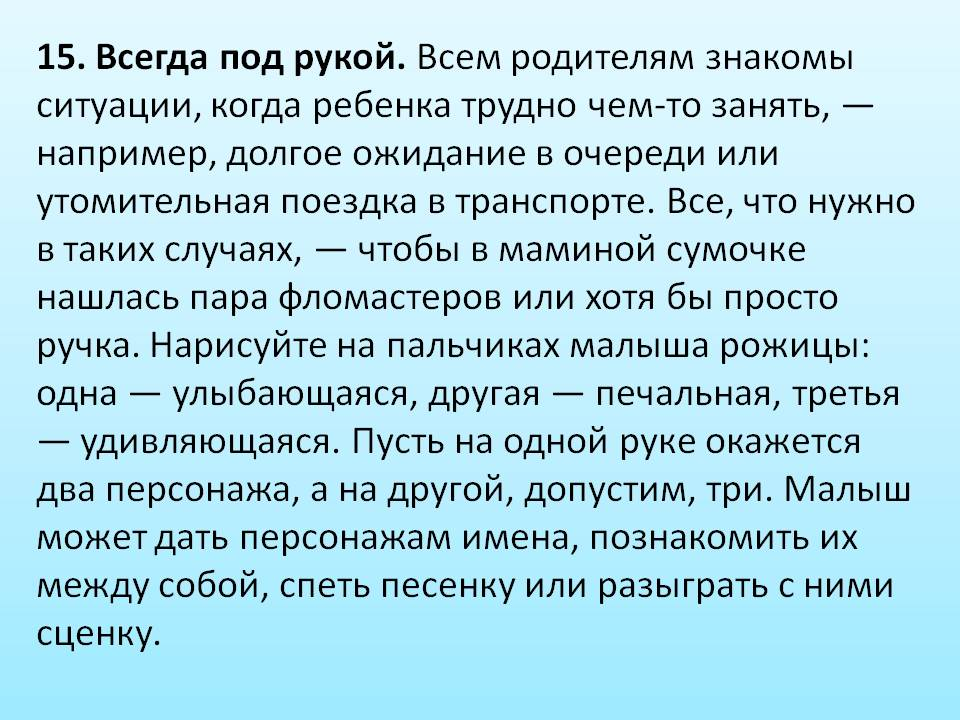 15. Всегда под рукой. Всем родителям знакомы
ситуации, когда ребенка трудно чем-то занять, —
например, долгое ожидание в очереди или
утомительная поездка в транспорте. Все, что нужно
в таких случаях, — чтобы в маминой сумочке
нашлась пара фломастеров или хотя бы просто
ручка. Нарисуйте на пальчиках малыша рожицы:
одна — улыбающаяся, другая — печальная, третья
— удивляющаяся. Пусть на одной руке окажется
два персонажа, а на другой, допустим, три. Малыш
может дать персонажам имена, познакомить их
между собой, спеть песенку или разыграть с ними
сценку.